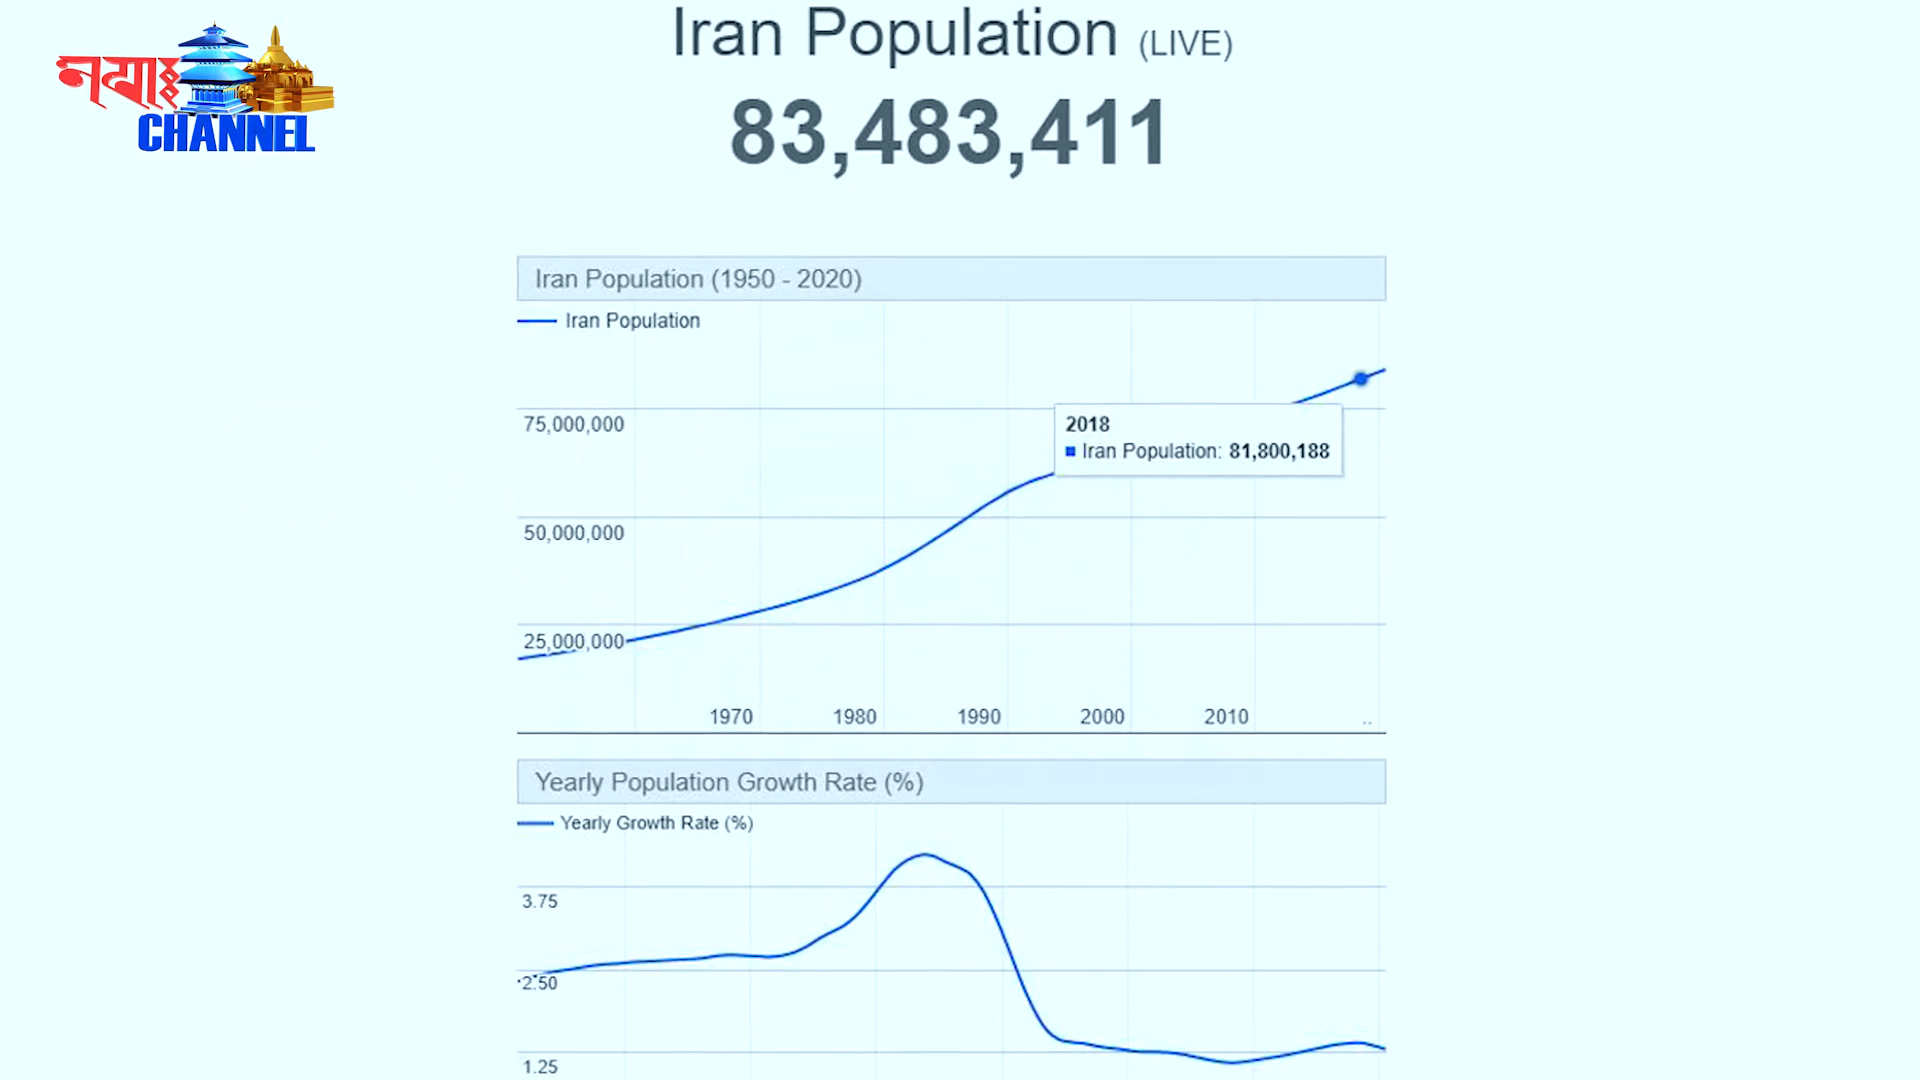 नयाँ
CHANNEL
Iran Population (LIVE)
83,483,411
Iran Population (1950 - 2020)
Iran Population
75,000,000
2018
Iran Population: 81,800,188
50,000,000
25,000,000
1970 1980 1990 2000 2010 ..
Yearly Population Growth Rate (%)
Yearly Growth Rate (%)
3.75
2.50
1.25